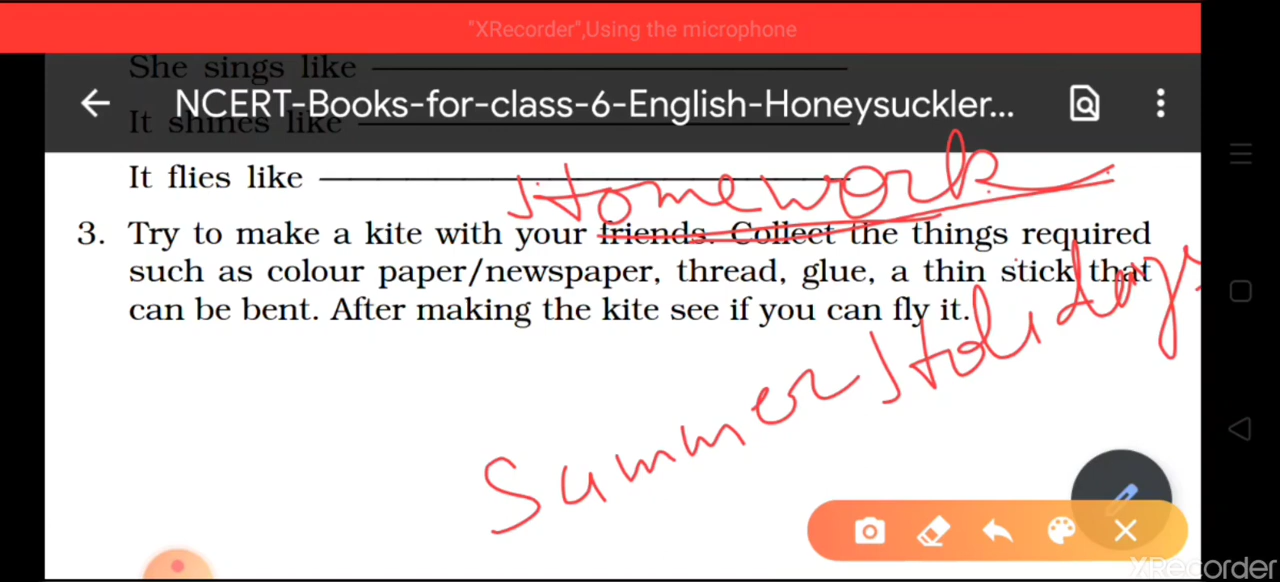 "XRecorder",Using the microphone
She sings like
NCERT-Books-for-class-6-English-Honeysuckler...
It shines like
It flies like
Homework
3. Try to make a kite with your friends. Collect the things required
such as colour paper/newspaper, thread, glue, a thin stick that
can be bent. After making the kite see if you can fly it.
Summer Holidays
XRecorder